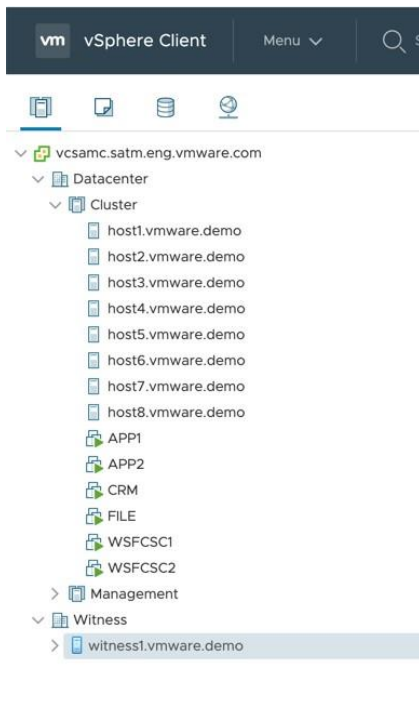 vm vSphere Client Menu
vcsamc.satm.eng.vmware.com
Datacenter
Cluster
host1.vmware.demo
host2.vmware.demo
host3.vmware.demo
host4.vmware.demo
host5.vmware.demo
host6.vmware.demo
host7.vmware.demo
host8.vmware.demo
APP1
APP2
CRM
FILE
WSFCSC1
WSFCSC2
Management
Witness
witness1.vmware.demo